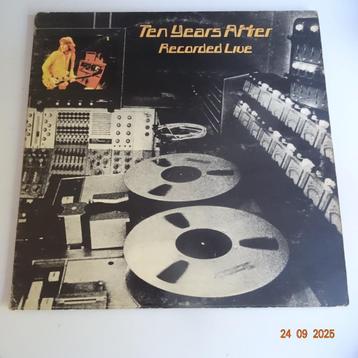 Ten Years After
Recorded Live
24 09 2025